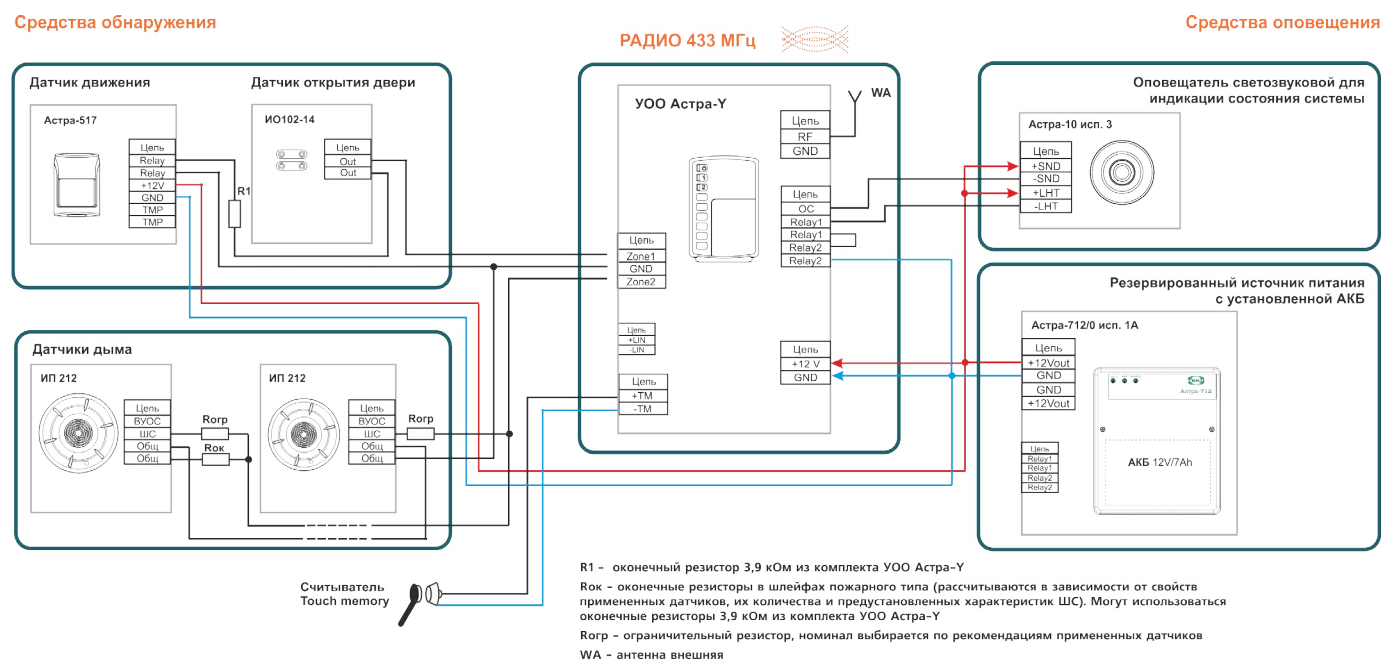 Средства обнаружения
Средства оповещения
РАДИО 433 МГц
Датчик движения
Астра-517
Цепь
Relay
Relay
+12V
GND
TMP
TMP
R1
Датчик открытия двери
ИО102-14
Цепь
Out
Out
Датчики дыма
ИП 212
Цепь
ВУОС
ШС
Общ
Общ
Rогр
Rок
ИП 212
Цепь
ВУОС
ШС
Общ
Общ
Rогр
Считыватель
Touch memory
УОО Астра-Y
WA
Цепь
RF
GND
Цепь
OC
Relay1
Relay1
Relay2
Relay2
Цепь
Zone1
GND
Zone2
Цепь
+LIN
-LIN
Цепь
+TM
-TM
Цепь
+12 V
GND
0
1
2
Оповещатель светозвуковой для
индикации состояния системы
Астра-10 исп. 3
Цепь
+SND
-SND
+LHT
-LHT
Резервированный источник питания
с установленной АКБ
Астра-712/0 исп. 1А
Цепь
+12Vout
GND
GND
+12Vout
Цепь
Relay1
Relay1
Relay2
Relay2
Астра-712
АКБ 12V/7Ah
R1 - оконечный резистор 3,9 кОм из комплекта УОО Астра-Y
Rок - оконечные резисторы в шлейфах пожарного типа (рассчитываются в зависимости от свойств
примененных датчиков, их количества и предустановленных характеристик ШС). Могут использоваться
оконечные резисторы 3,9 кОм из комплекта УОО Астра-Y
Rогр - ограничительный резистор, номинал выбирается по рекомендациям примененных датчиков
WA - антенна внешняя